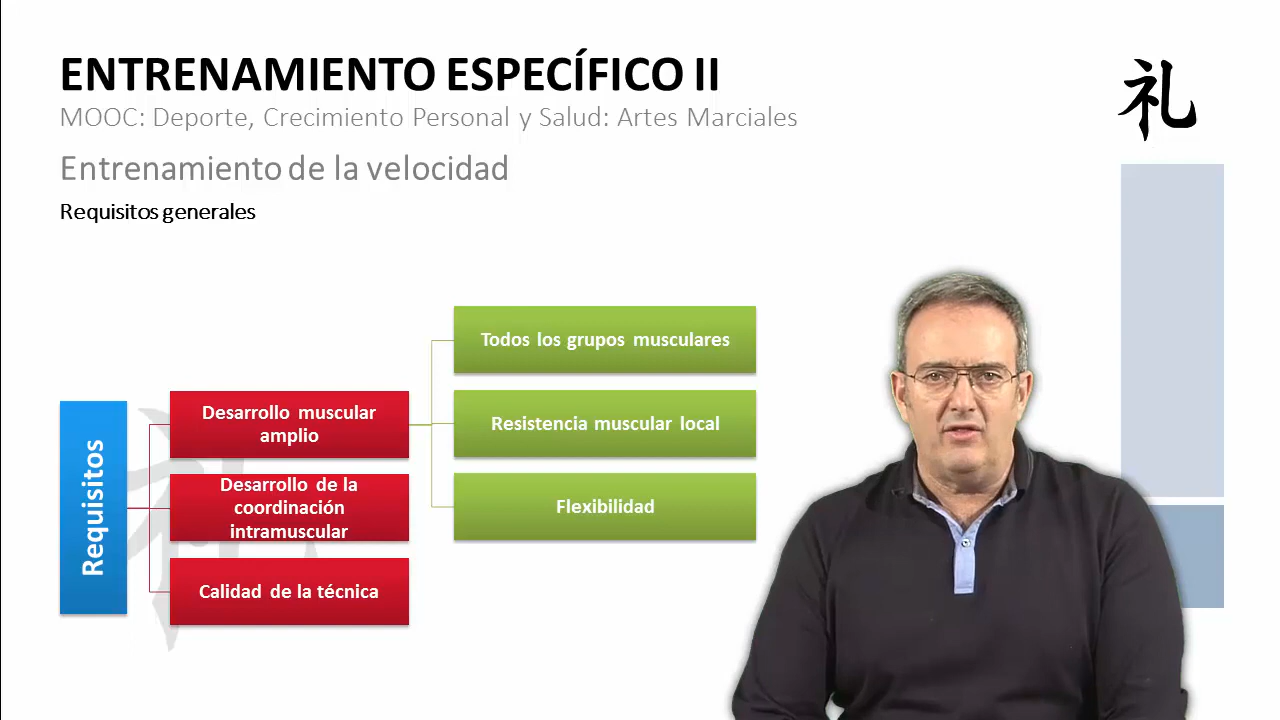 ENTRENAMIENTO ESPECÍFICO II
MOOC: Deporte, Crecimiento Personal y Salud: Artes Marciales
Entrenamiento de la velocidad
Requisitos generales
礼
Requisitos
Desarrollo muscular
amplio
Desarrollo de la
coordinación
intramuscular
Calidad de la técnica
Todos los grupos musculares
Resistencia muscular local
Flexibilidad